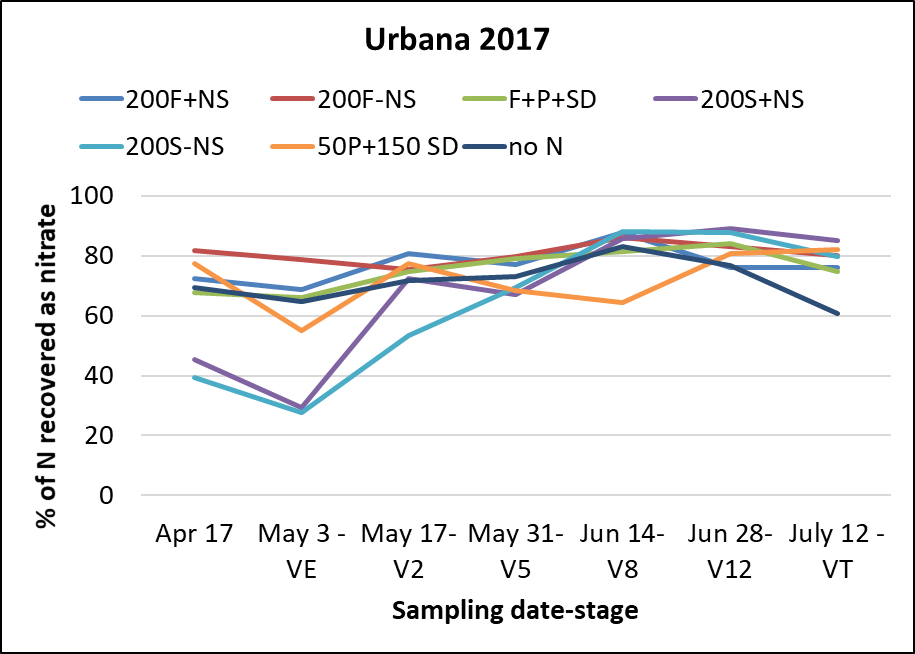 Urbana 2017
200F+NS 200F-NS F+P+SD 200S+NS
200S-NS 50P+150 SD no N
% of N recovered as nitrate
100
80
60
40
20
0
Apr 17 May 3 - May 17- May 31- Jun 14- Jun 28- July 12 -
VE V2 V5 V8 V12 VT
Sampling date-stage